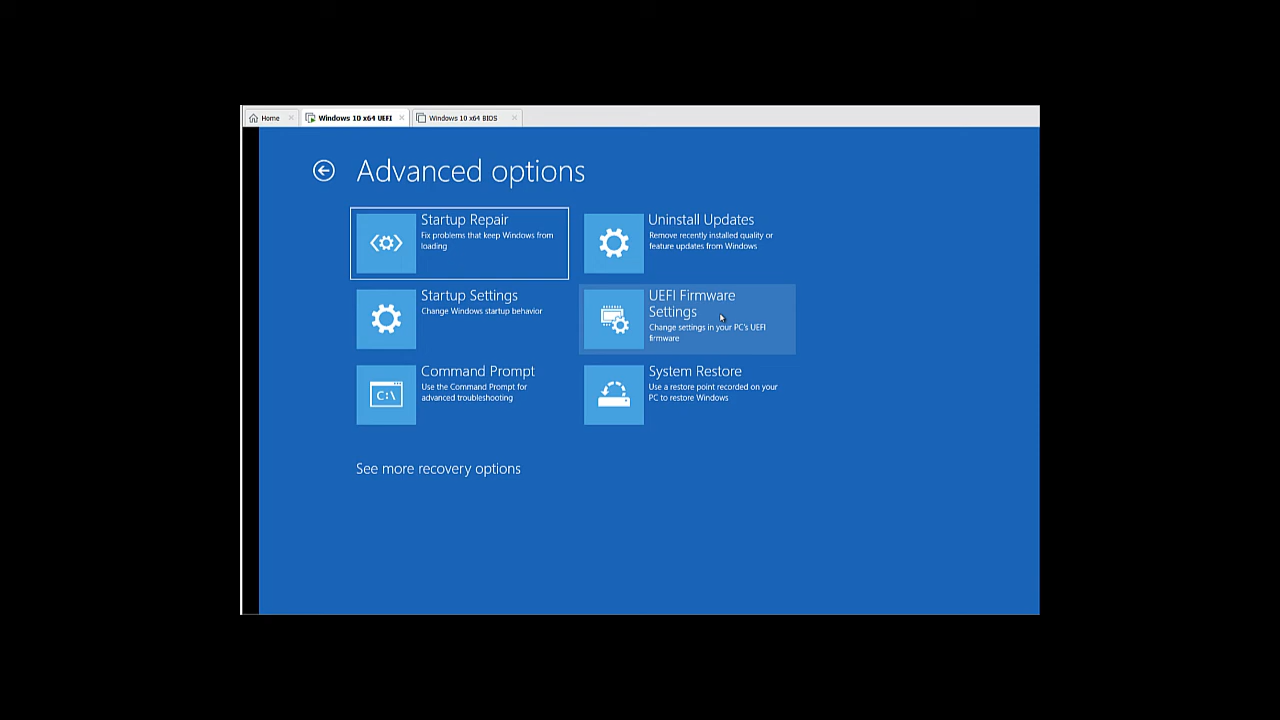 Home
Windows 10 x64 UEFI
Windows 10 x64 BIOS
Advanced options
Startup Repair
Fix problems that keep Windows from
loading
Uninstall Updates
Remove recently installed quality or
feature updates from Windows
Startup Settings
Change Windows startup behavior
UEFI Firmware
Settings
Change settings in your PC's UEFI
firmware
C:\
Command Prompt
Use the Command Prompt for
advanced troubleshooting
System Restore
Use a restore point recorded on your
PC to restore Windows
See more recovery options